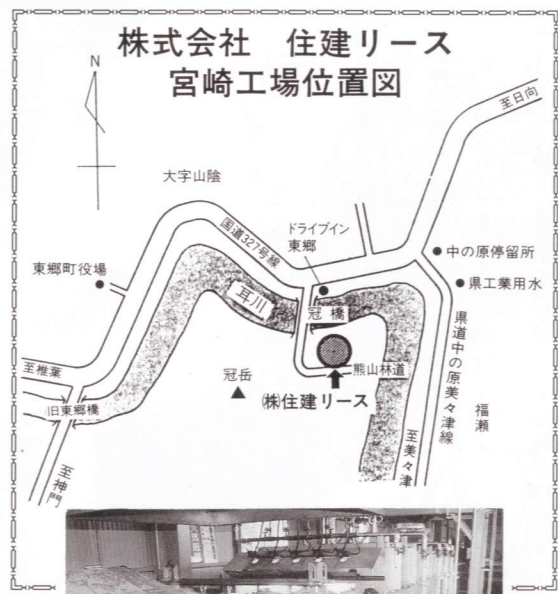 株式会社　住建リース
宮崎工場位置図
N
至日向
大字山陰
国道327号線
ドライブイン
東郷
中の原停留所
東郷町役場
県工業用水
耳川
冠橋
県道中の原美々津線
至椎葉
冠岳
熊山林道
㈱住建リース
福瀬
旧東郷橋
至美々津
至神門